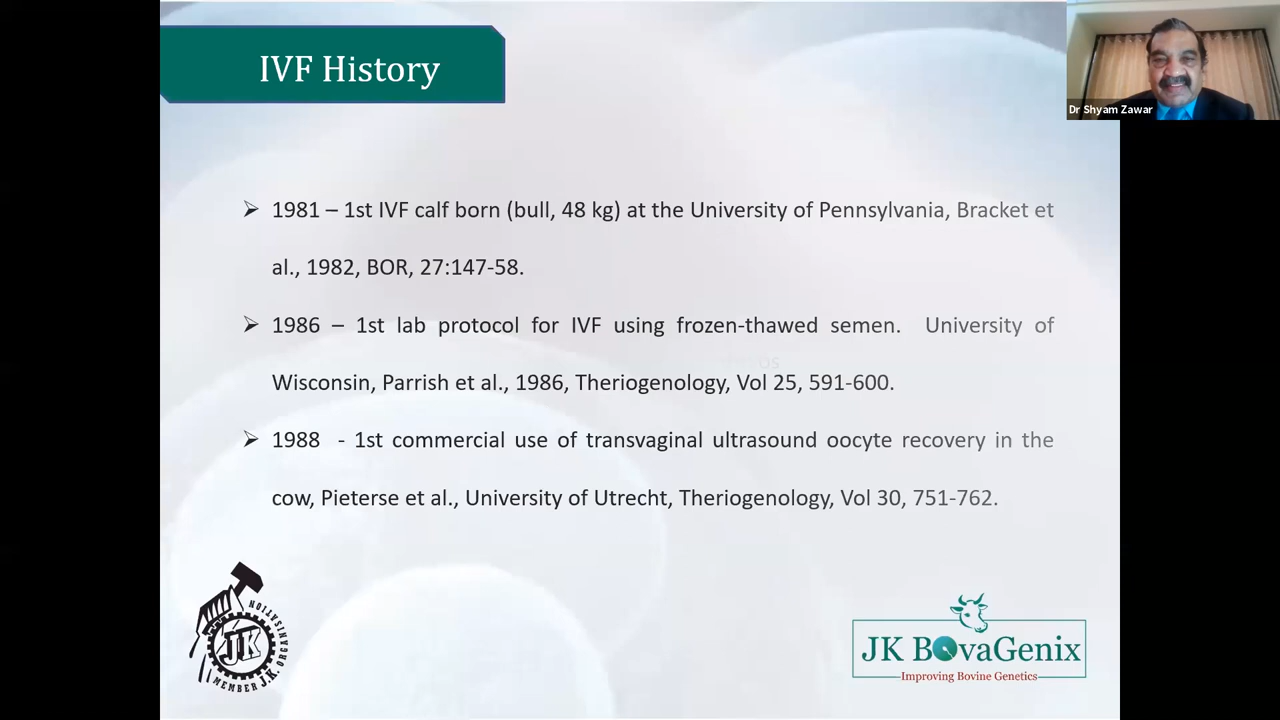 IVF History
Dr Shyam Zawar
➢ 1981 – 1st IVF calf born (bull, 48 kg) at the University of Pennsylvania, Bracket et
al., 1982, BOR, 27:147-58.
➢ 1986 – 1st lab protocol for IVF using frozen-thawed semen. University of
Wisconsin, Parrish et al., 1986, Theriogenology, Vol 25, 591-600.
➢ 1988 - 1st commercial use of transvaginal ultrasound oocyte recovery in the
cow, Pieterse et al., University of Utrecht, Theriogenology, Vol 30, 751-762.
JK
MEMBER J.K. ORGANISATION
JK BovaGenix
Improving Bovine Genetics